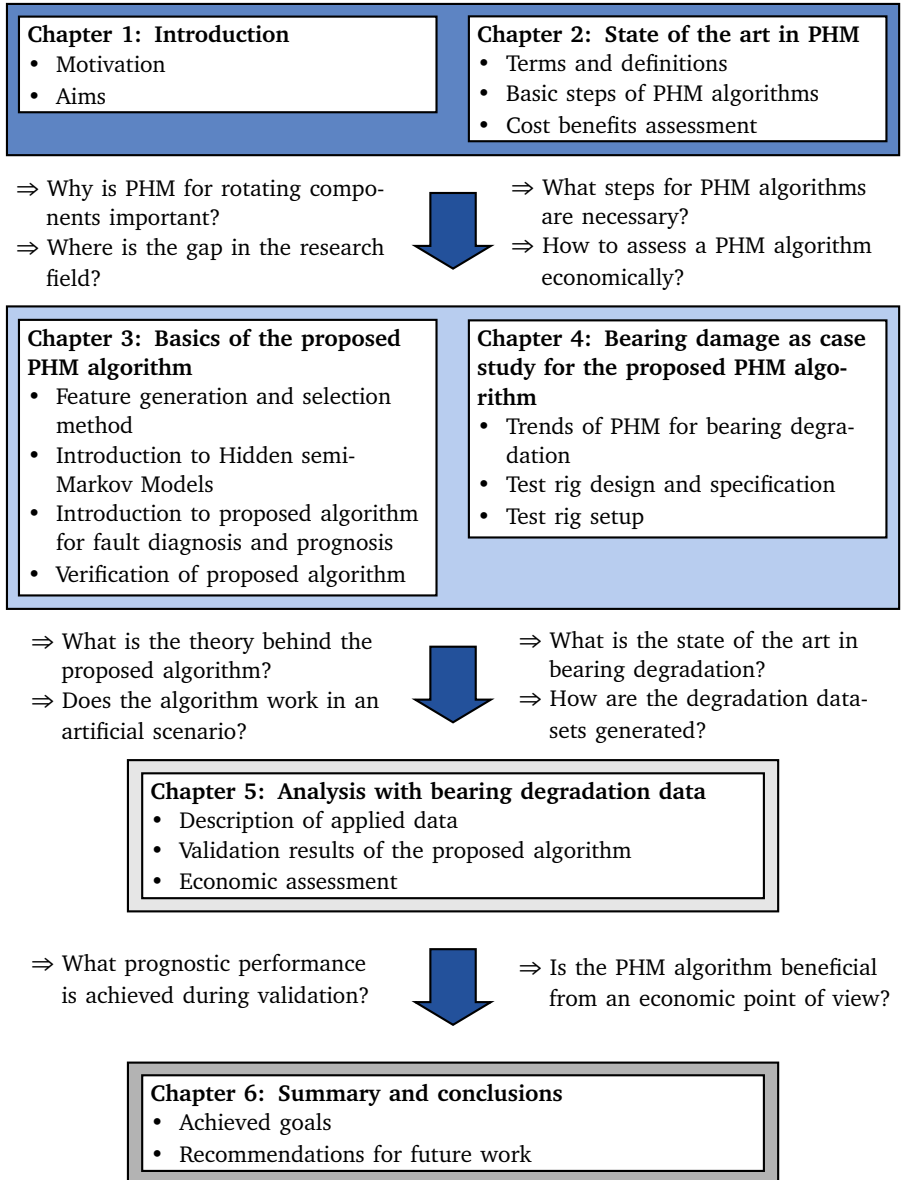 Chapter 1: Introduction
• Motivation
• Aims
Chapter 2: State of the art in PHM
• Terms and definitions
• Basic steps of PHM algorithms
• Cost benefits assessment
⇒ Why is PHM for rotating compo-
nents important?
⇒ Where is the gap in the research
field?
⇒ What steps for PHM algorithms
are necessary?
⇒ How to assess a PHM algorithm
economically?
Chapter 3: Basics of the proposed
PHM algorithm
• Feature generation and selection
method
• Introduction to Hidden semi-
Markov Models
• Introduction to proposed algorithm
for fault diagnosis and prognosis
• Verification of proposed algorithm
Chapter 4: Bearing damage as case
study for the proposed PHM algo-
rithm
• Trends of PHM for bearing degra-
dation
• Test rig design and specification
• Test rig setup
⇒ What is the theory behind the
proposed algorithm?
⇒ Does the algorithm work in an
artificial scenario?
⇒ What is the state of the art in
bearing degradation?
⇒ How are the degradation data-
sets generated?
Chapter 5: Analysis with bearing degradation data
• Description of applied data
• Validation results of the proposed algorithm
• Economic assessment
⇒ What prognostic performance
is achieved during validation?
⇒ Is the PHM algorithm beneficial
from an economic point of view?
Chapter 6: Summary and conclusions
• Achieved goals
• Recommendations for future work